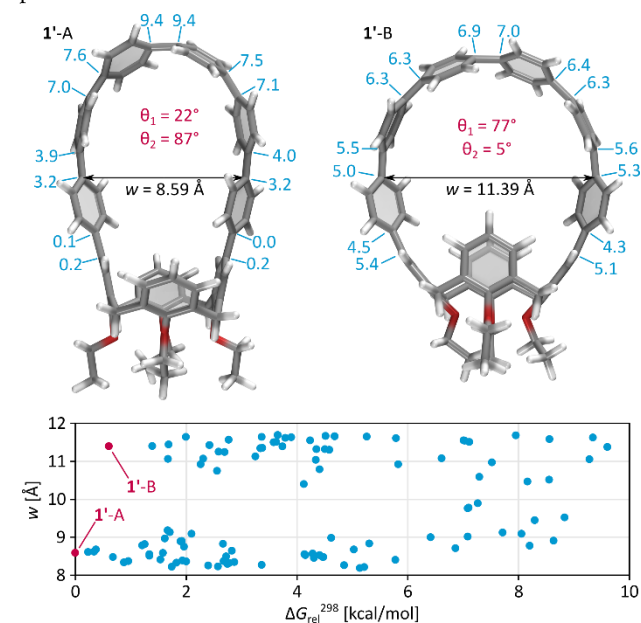 1'-A
9.4 9.4
7.6 7.5
7.0 7.1
θ1 = 22°
θ2 = 87°
3.9 4.0
3.2 3.2
w = 8.59 Å
0.1 0.0
0.2 0.2
1'-B
6.9 7.0
6.3 6.4
6.3 6.3
θ1 = 77°
θ2 = 5°
5.5 5.6
5.0 5.3
w = 11.39 Å
4.5 4.3
5.4 5.1
12
11
10
9
8
w [Å]
1'-B
1'-A
0 2 4 6 8 10
ΔGrel298 [kcal/mol]